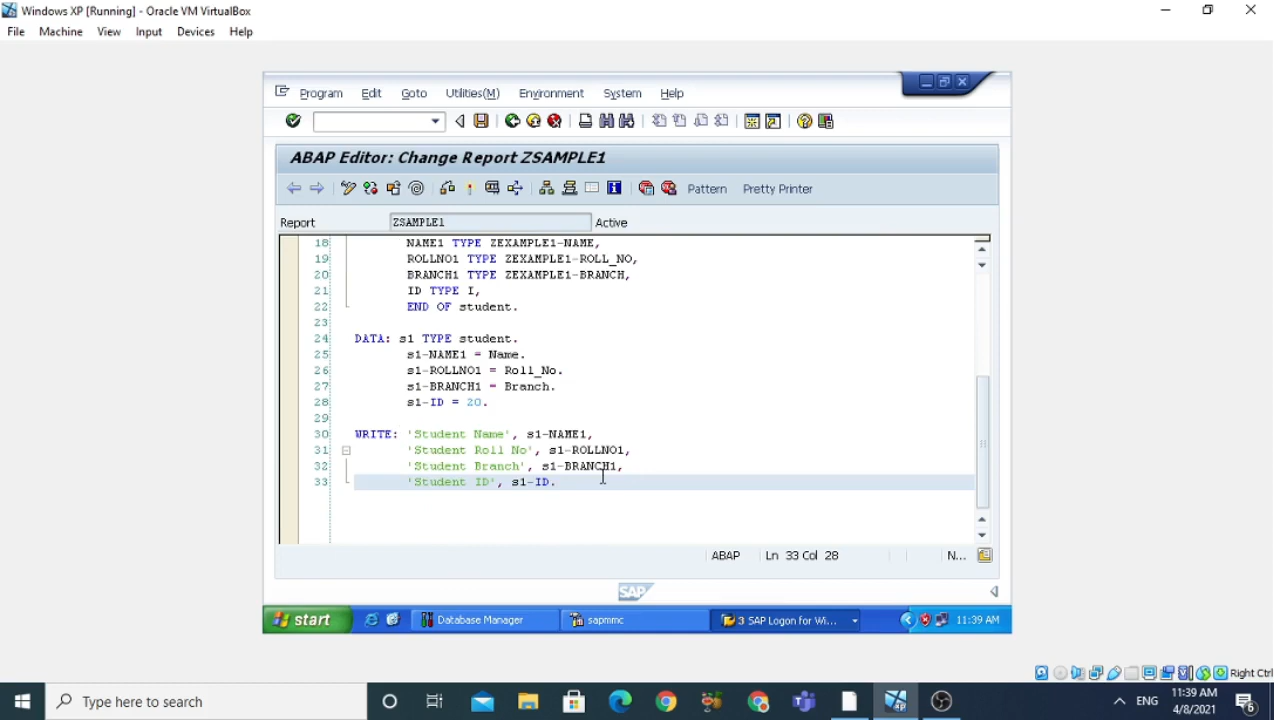 Windows XP [Running] - Oracle VM VirtualBox
File Machine View Input Devices Help
Program Edit Goto Utilities(M) Environment System Help
ABAP Editor: Change Report ZSAMPLE1
Pattern Pretty Printer
Report ZSAMPLE1 Active
18 NAME1 TYPE ZEXAMPLE1-NAME,
19 ROLLNO1 TYPE ZEXAMPLE1-ROLL_NO,
20 BRANCH1 TYPE ZEXAMPLE1-BRANCH,
21 ID TYPE I,
22 END OF student.
23
24 DATA: s1 TYPE student.
25 s1-NAME1 = Name.
26 s1-ROLLNO1 = Roll_No.
27 s1-BRANCH1 = Branch.
28 s1-ID = 20.
29
30 WRITE: 'Student Name', s1-NAME1,
31 'Student Roll No', s1-ROLLNO1,
32 'Student Branch', s1-BRANCH1,
33 'Student ID', s1-ID.
ABAP Ln 33 Col 28 N...
SAP
start Database Manager sapmmc 3 SAP Logon for Wi... 11:39 AM
Right Ctrl
Type here to search ENG 11:39 AM
4/8/2021 6